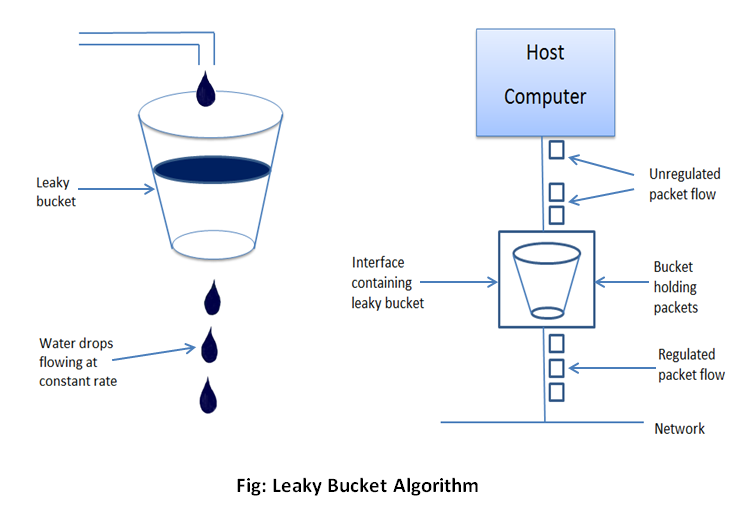 Leaky
bucket
Water drops
flowing at
constant rate
Host
Computer
Unregulated
packet flow
Interface
containing
leaky bucket
Bucket
holding
packets
Regulated
packet flow
Network
Fig: Leaky Bucket Algorithm